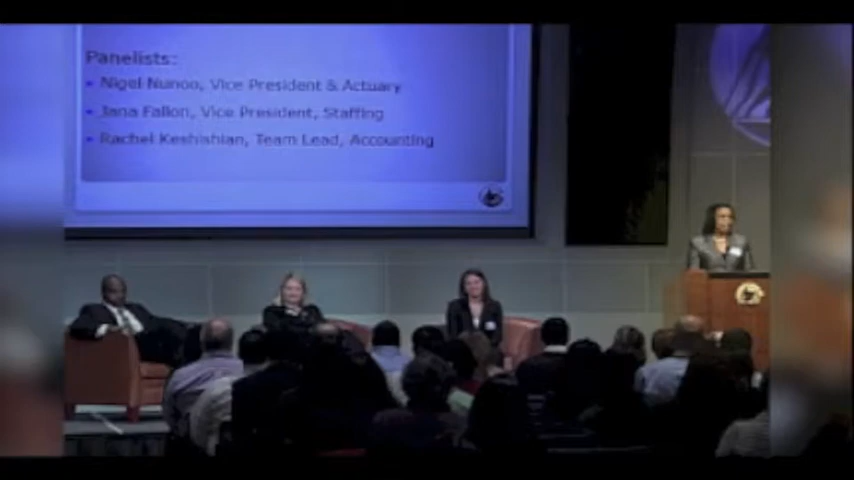 Panelists:
Nigel Nunoo, Vice President & Actuary
Jana Fallon, Vice President, Staffing
Rachel Keshishian, Team Lead, Accounting